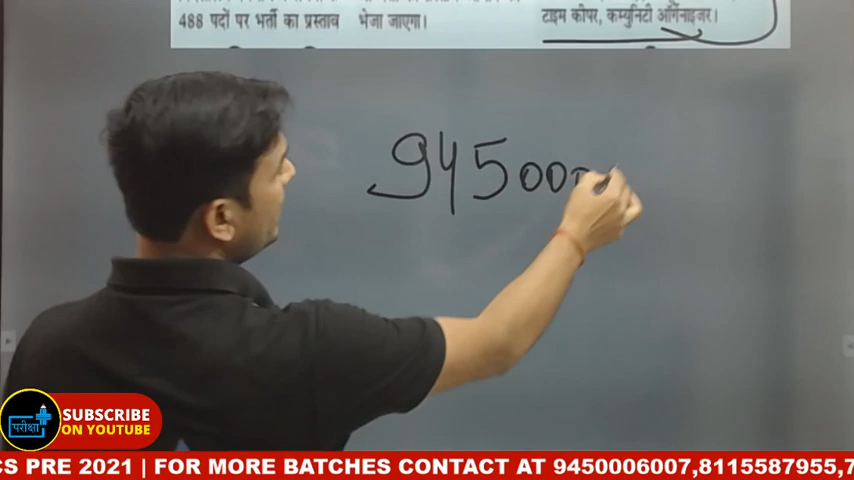 488 पदों पर भर्ती का प्रस्ताव
भेजा जाएगा।
टाइम कीपर, कम्युनिटी ऑर्गेनाइजर।
945000
परीक्षा
SUBSCRIBE
ON YOUTUBE
CS PRE 2021 | FOR MORE BATCHES CONTACT AT 9450006007,8115587955,7